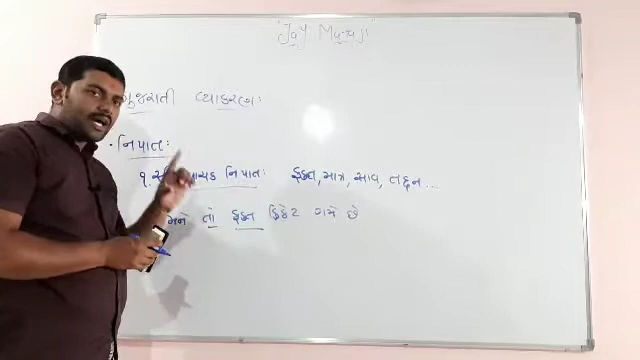 "Jay Mataji"
ગુજરાતી વ્યાકરણ:
• નિપાત:
૧. નિપાત: ફક્ત, માત્ર, સાવ, તદ્દન...
મને તો ફક્ત ક્રિકેટ ગમે છે